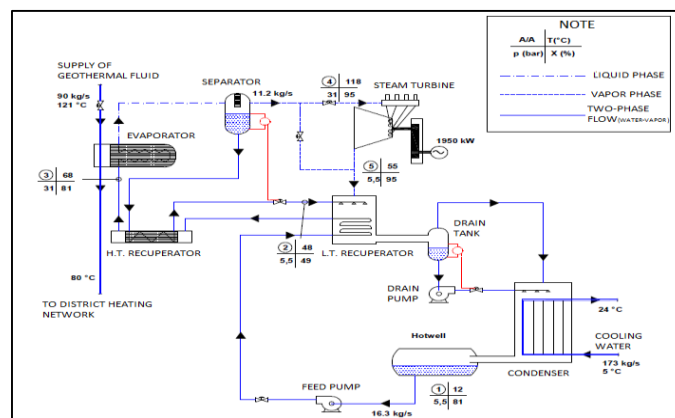 NOTE
A/A T(°C)
p (bar) X (%)
LIQUID PHASE
VAPOR PHASE
TWO-PHASE
FLOW(WATER-VAPOR)
SUPPLY OF
GEOTHERMAL FLUID
90 kg/s
121 °C
SEPARATOR
11.2 kg/s
4 118
31 95
STEAM TURBINE
1950 kW
EVAPORATOR
3 68
31 81
5 55
5,5 95
H.T. RECUPERATOR
2 48
5,5 49
L.T. RECUPERATOR
DRAIN
TANK
80 °C
TO DISTRICT HEATING
NETWORK
DRAIN
PUMP
24 °C
COOLING
WATER
173 kg/s
5 °C
CONDENSER
Hotwell
FEED PUMP
16.3 kg/s
1 12
5,5 81